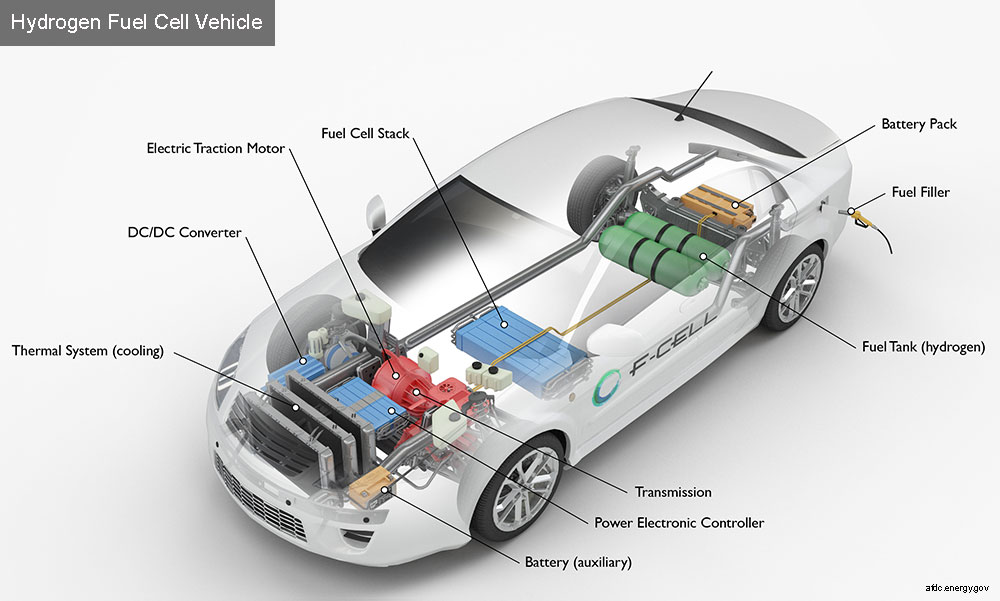 Hydrogen Fuel Cell Vehicle
Battery Pack
Fuel Cell Stack
Electric Traction Motor
Fuel Filler
DC/DC Converter
Thermal System (cooling)
Fuel Tank (hydrogen)
F-CELL
Transmission
Power Electronic Controller
Battery (auxiliary)
afdc.energy.gov